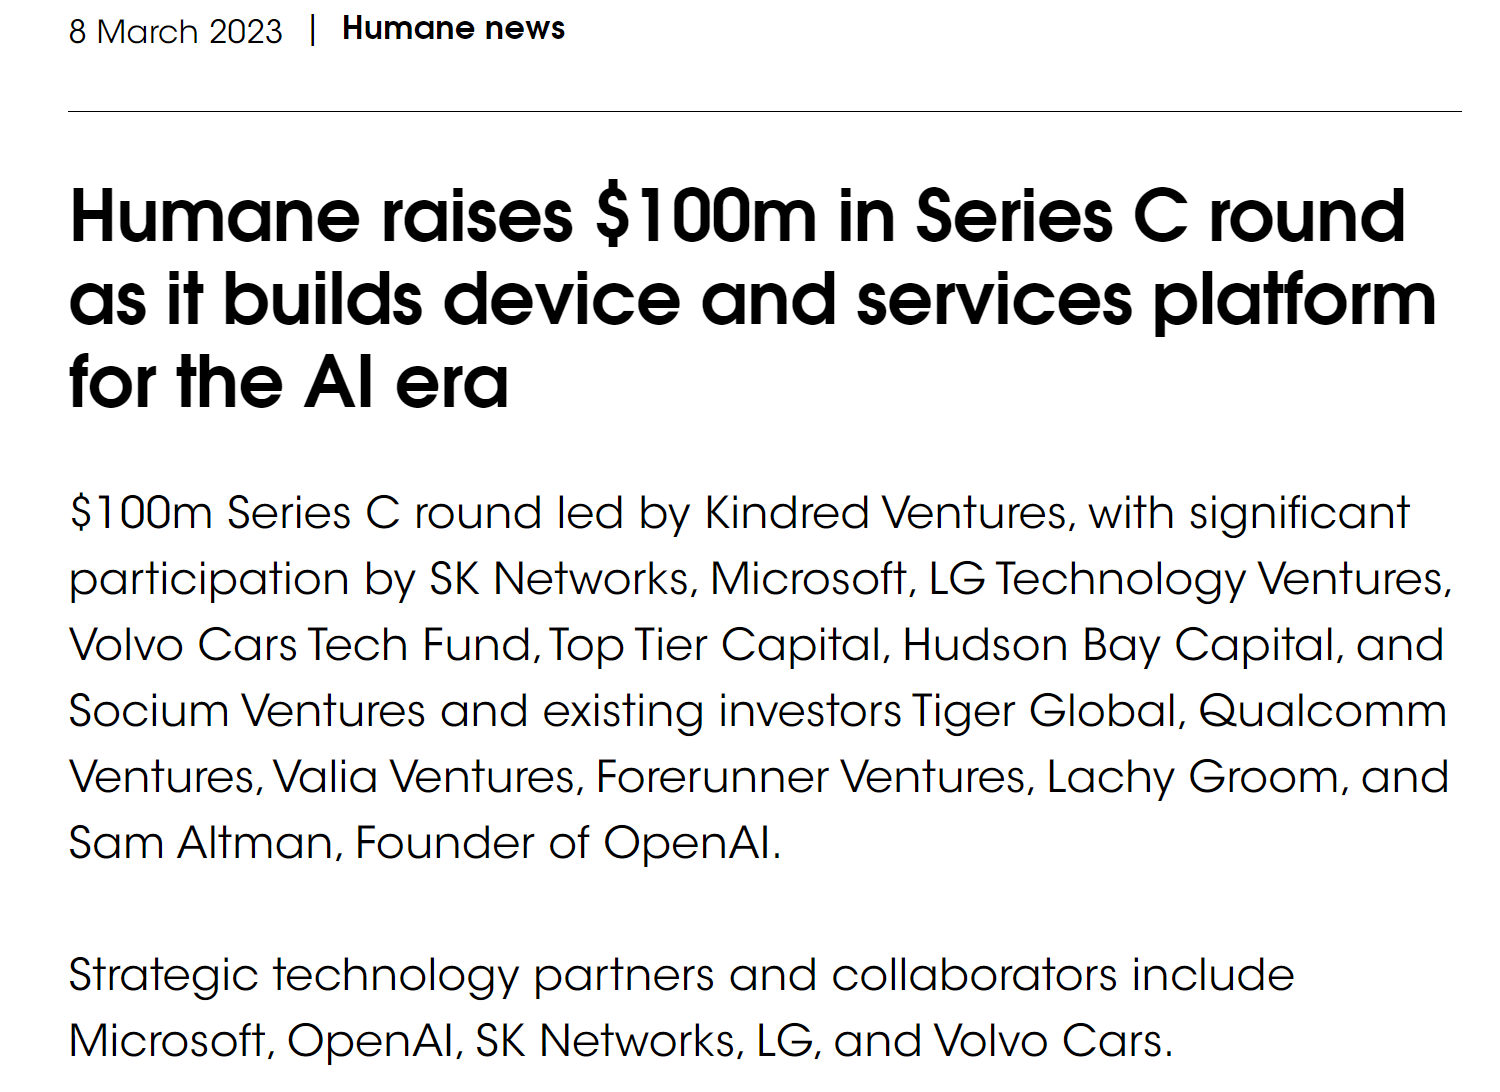 8 March 2023 | Humane news
Humane raises $100m in Series C round
as it builds device and services platform
for the AI era
$100m Series C round led by Kindred Ventures, with significant
participation by SK Networks, Microsoft, LG Technology Ventures,
Volvo Cars Tech Fund, Top Tier Capital, Hudson Bay Capital, and
Socium Ventures and existing investors Tiger Global, Qualcomm
Ventures, Valia Ventures, Forerunner Ventures, Lachy Groom, and
Sam Altman, Founder of OpenAI.
Strategic technology partners and collaborators include
Microsoft, OpenAI, SK Networks, LG, and Volvo Cars.